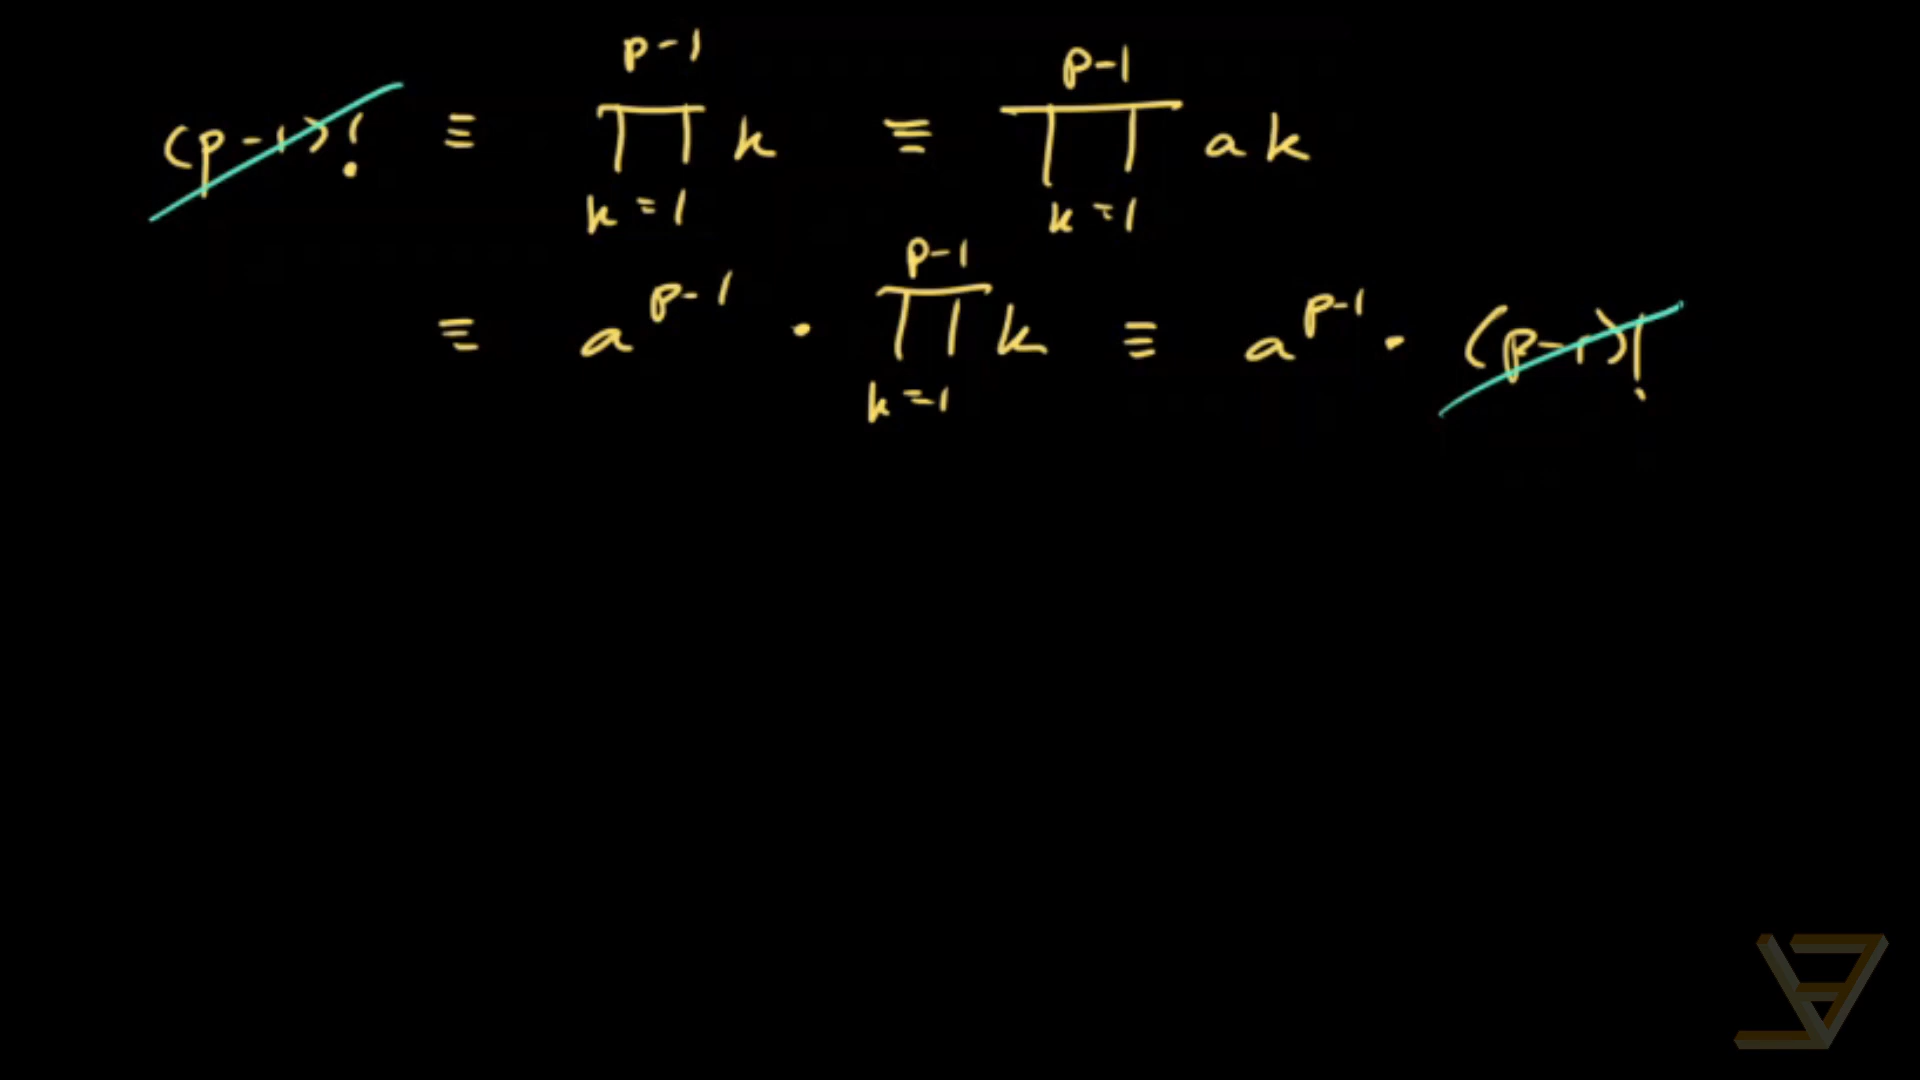 (p-1)! ≡ ∏_{k=1}^{p-1} k ≡ ∏_{k=1}^{p-1} ak
≡ a^{p-1} · ∏_{k=1}^{p-1} k ≡ a^{p-1} · (p-1)!